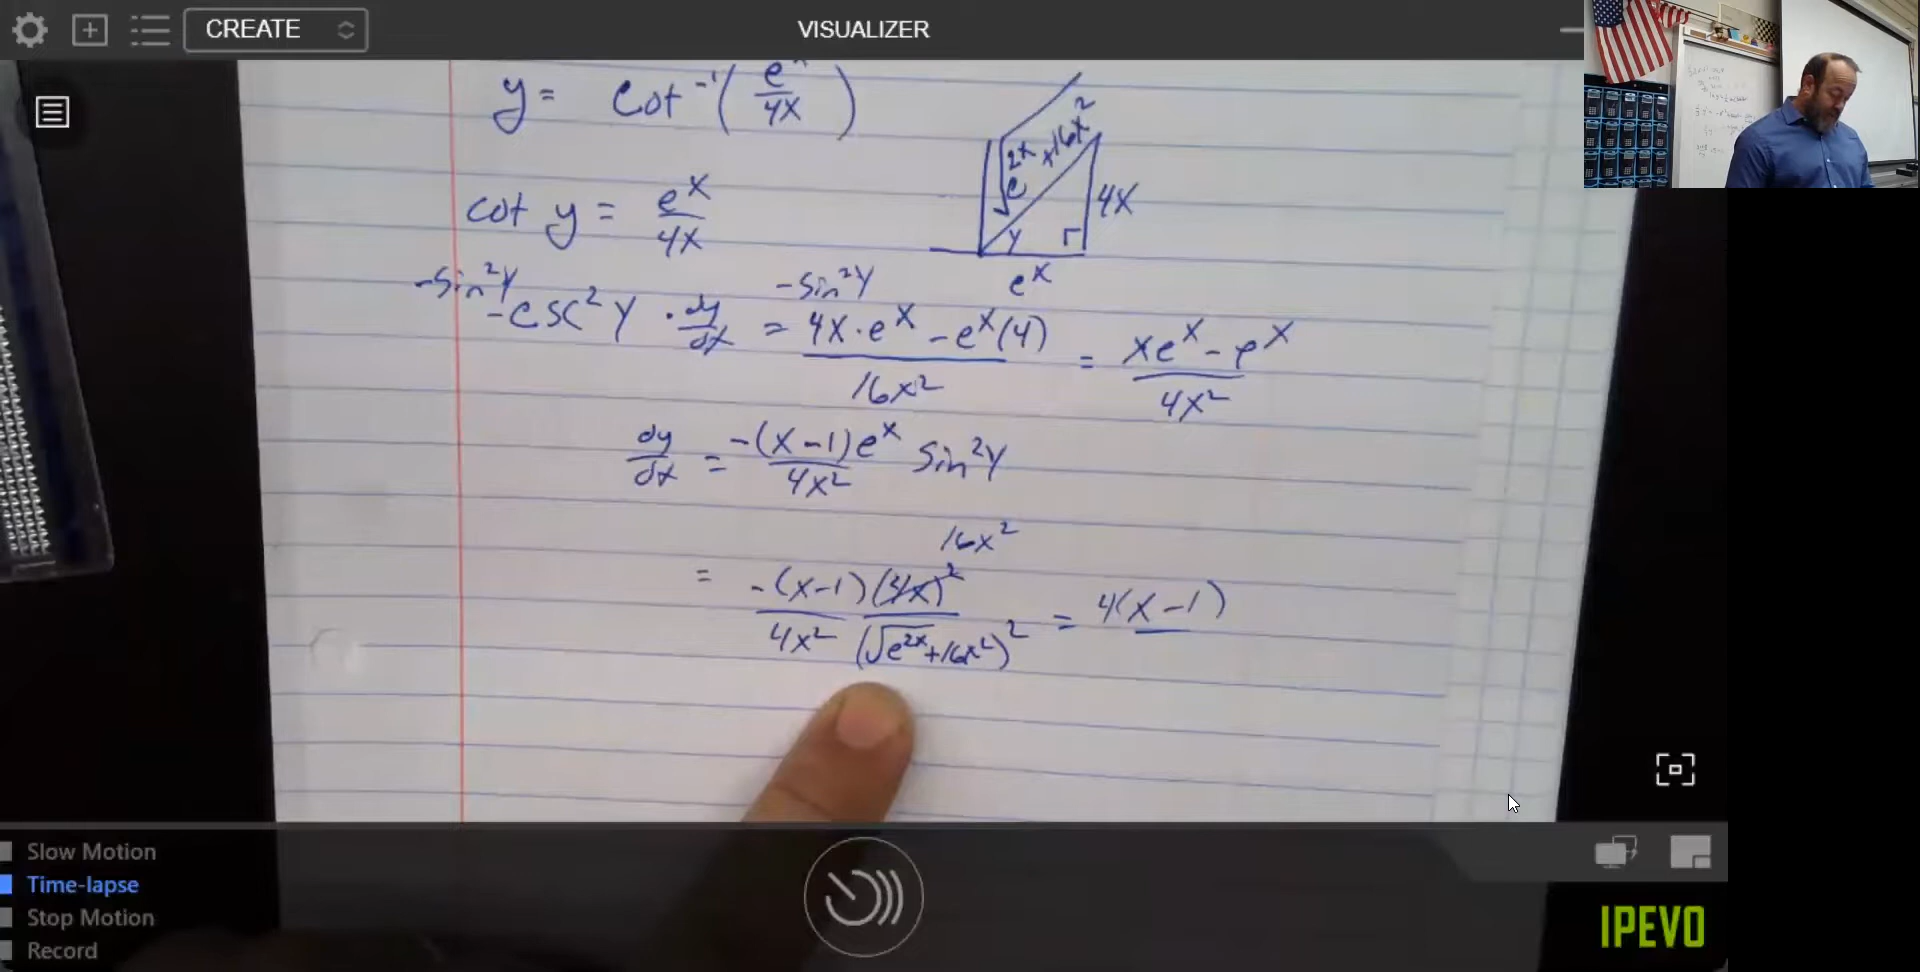 CREATE
VISUALIZER
y = cot⁻¹(eˣ/4x)
√e²ˣ+16x²
4x
y
eˣ
cot y = eˣ/4x
-sin²y -sin²y
-csc²y · dy/dx = (4x·eˣ - eˣ(4))/16x² = (xeˣ - eˣ)/4x²
dy/dx = -(x-1)eˣ/4x² sin²y
16x²
= -(x-1)/4x² (4x)²/(√e²ˣ+16x²)² = 4(x-1)
Slow Motion
Time-lapse
Stop Motion
Record
IPEVO